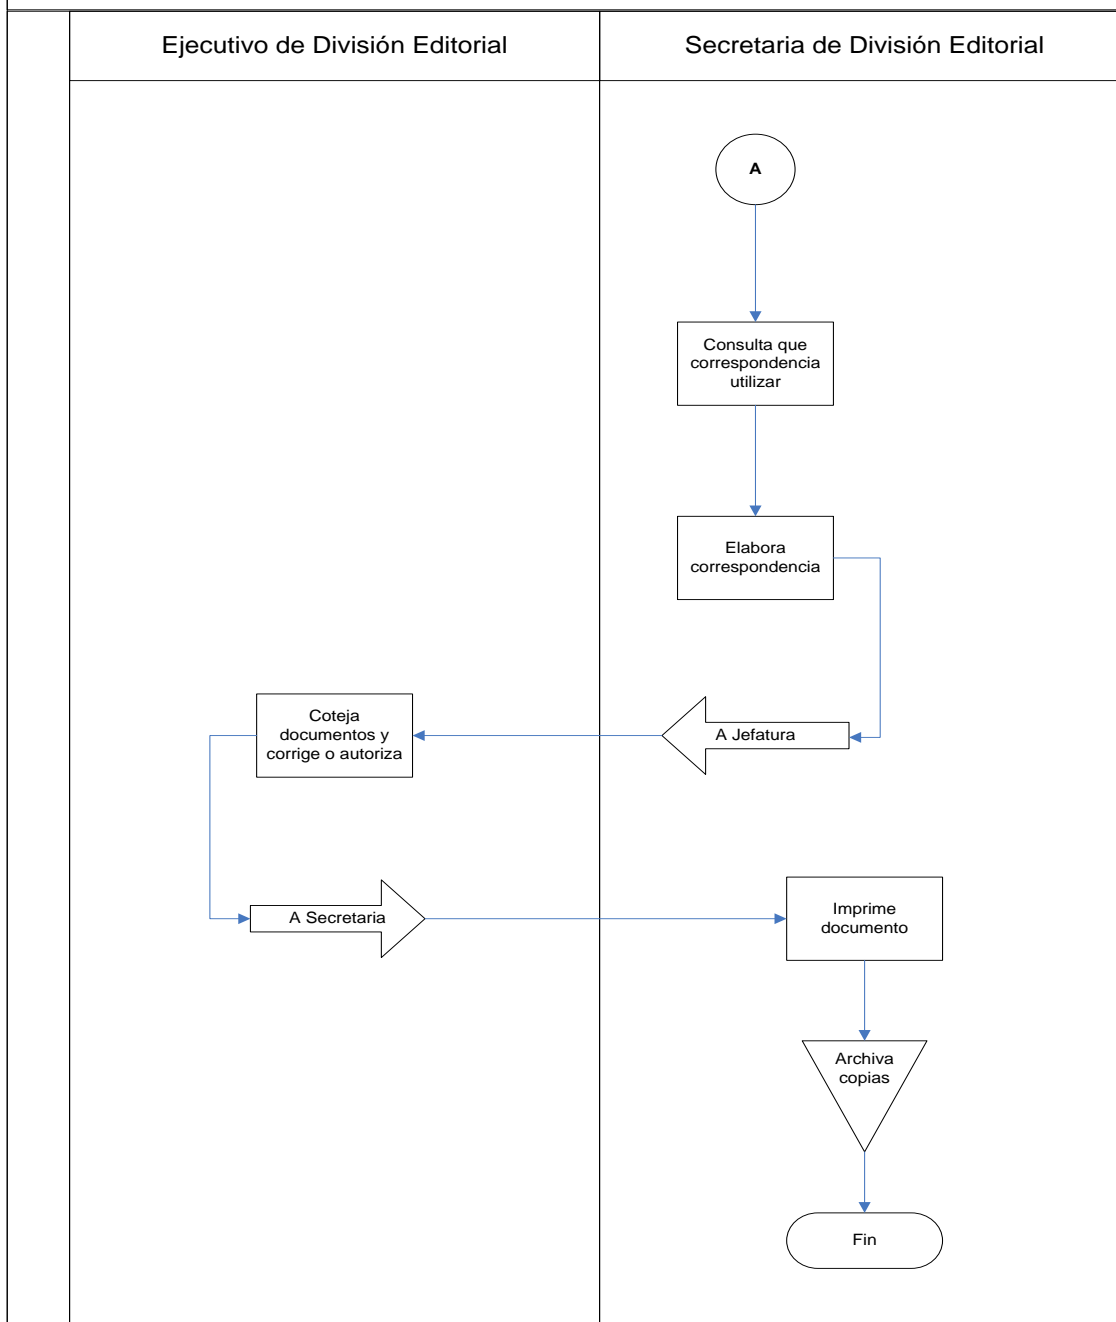 Ejecutivo de División Editorial
Secretaria de División Editorial
A
Consulta que
correspondencia
utilizar
Elabora
correspondencia
A Jefatura
Coteja
documentos y
corrige o autoriza
A Secretaria
Imprime
documento
Archiva
copias
Fin